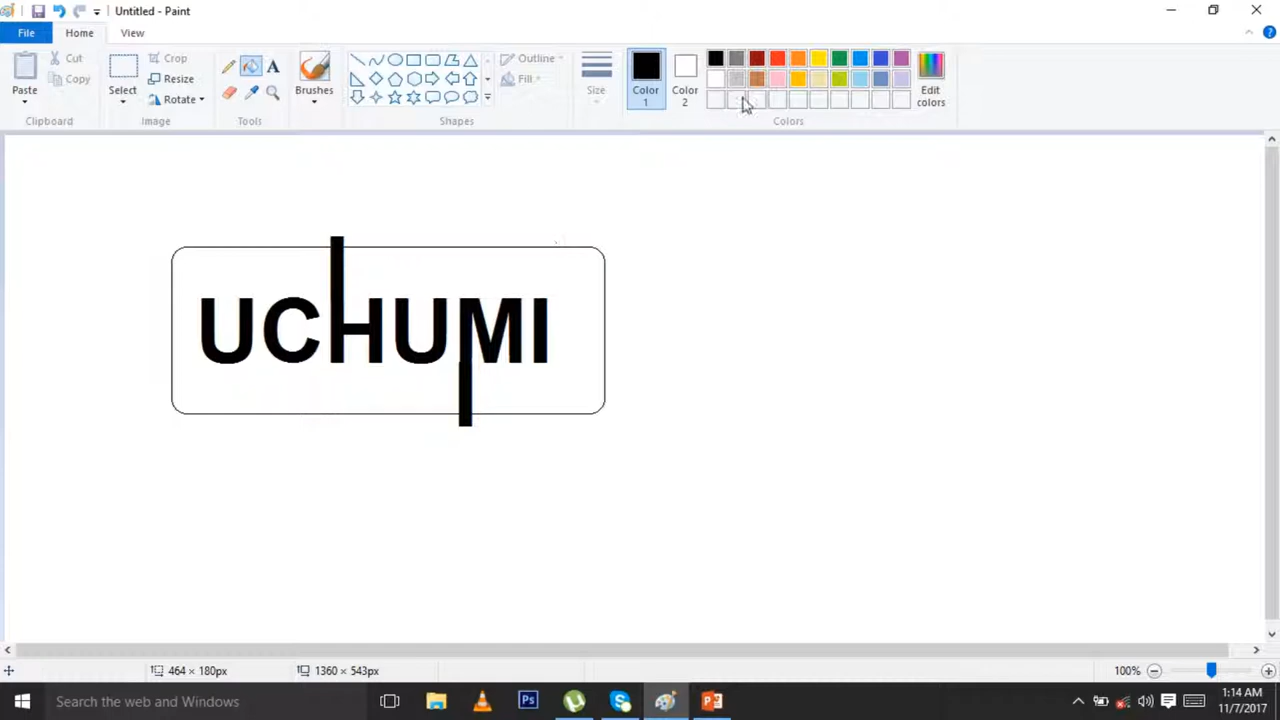 Untitled - Paint
File Home View
Cut
Copy
Paste
Clipboard
Crop
Resize
Rotate
Select
Image
A
Tools
Brushes
Outline
Fill
Shapes
Size
Color 1
Color 2
Edit colors
Colors
UCHUMI
464 × 180px 1360 × 543px 100%
Search the web and Windows
Ps
1:14 AM
11/7/2017